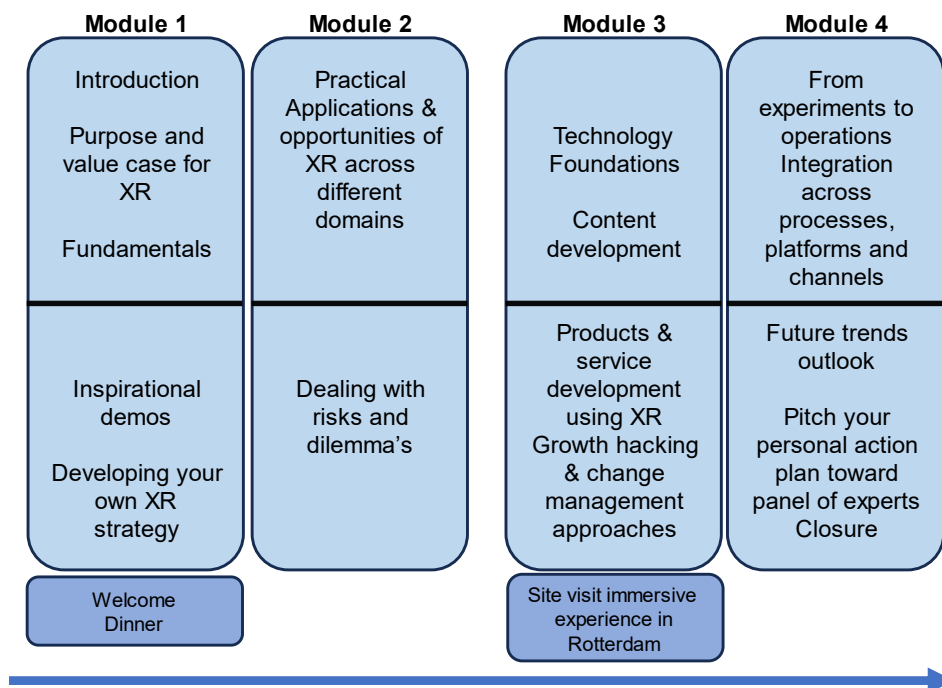 Module 1
Introduction
Purpose and
value case for
XR
Fundamentals
Inspirational
demos
Developing your
own XR
strategy
Welcome
Dinner
Module 2
Practical
Applications &
opportunities of
XR across
different
domains
Dealing with
risks and
dilemma’s
Module 3
Technology
Foundations
Content
development
Products &
service
development
using XR
Growth hacking
& change
management
approaches
Site visit immersive
experience in
Rotterdam
Module 4
From
experiments to
operations
Integration
across
processes,
platforms and
channels
Future trends
outlook
Pitch your
personal action
plan toward
panel of experts
Closure